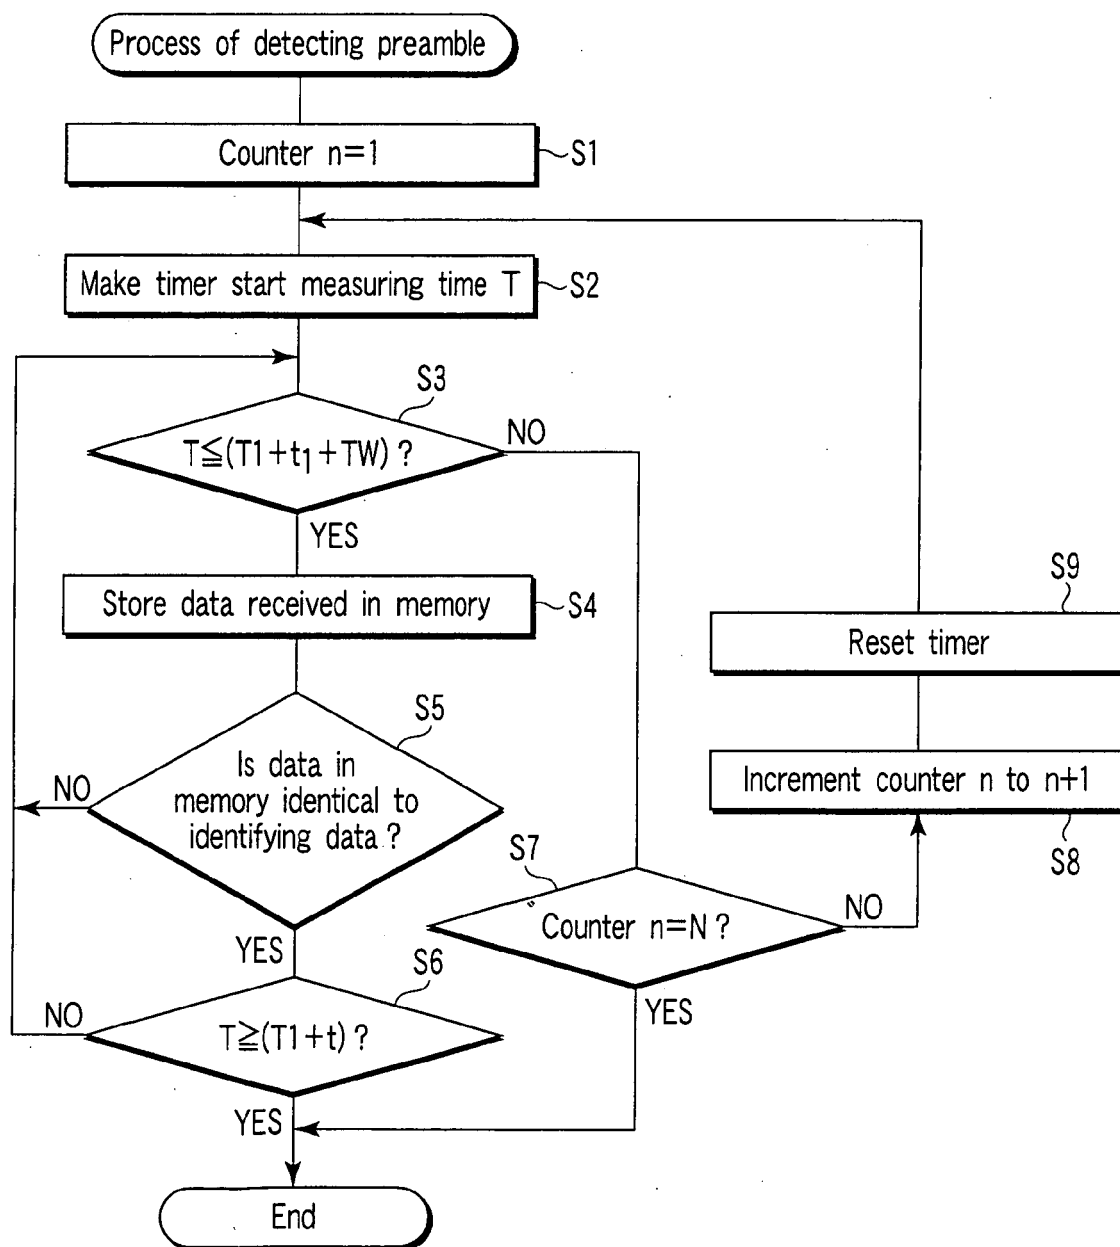 Process of detecting preamble
Counter n=1
S1
Make timer start measuring time T
S2
S3
T≦(T1+t1+TW)?
NO
YES
Store data received in memory
S4
S9
Reset timer
S5
Is data in
memory identical to
identifying data?
NO
YES
Increment counter n to n+1
S8
S7
Counter n=N?
NO
YES
S6
T≧(T1+t)?
NO
YES
End